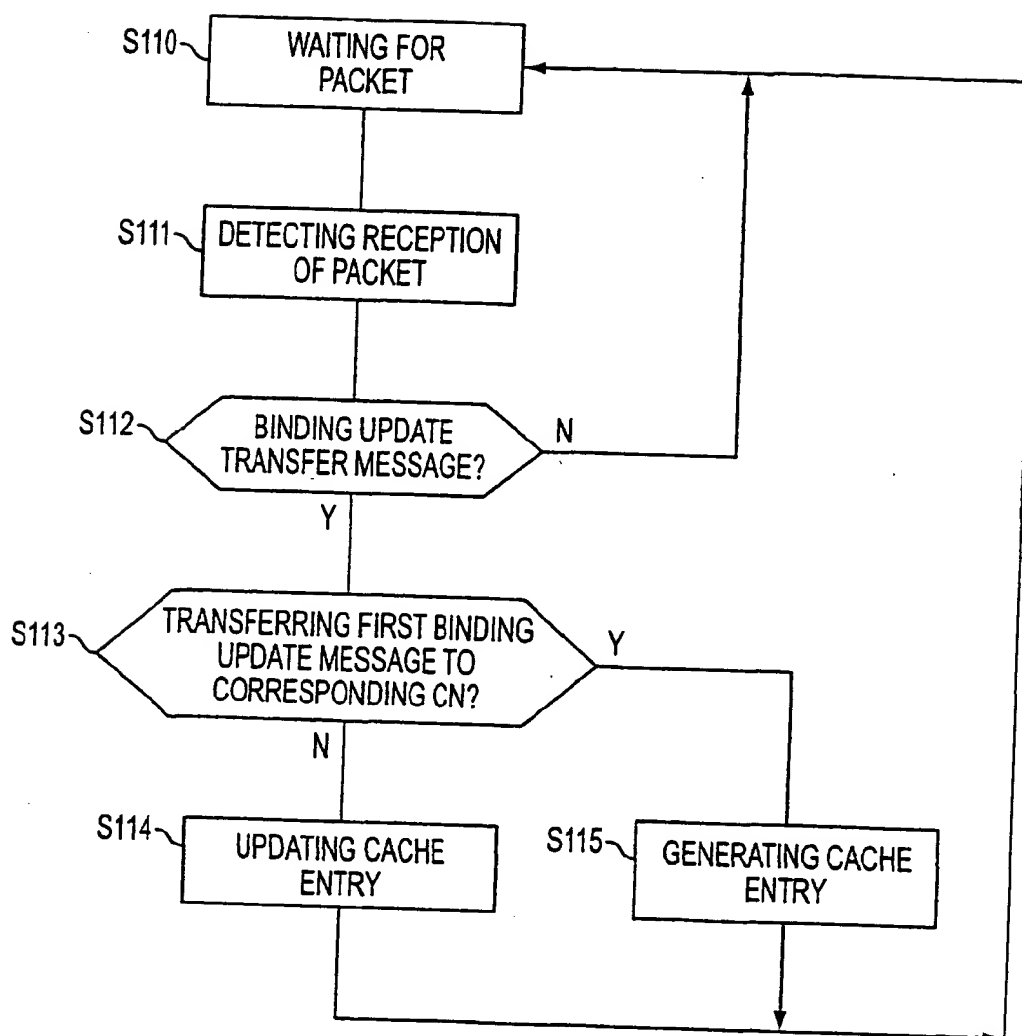 S110
WAITING FOR
PACKET
S111
DETECTING RECEPTION
OF PACKET
S112
BINDING UPDATE
TRANSFER MESSAGE?
N
Y
S113
TRANSFERRING FIRST BINDING
UPDATE MESSAGE TO
CORRESPONDING CN?
Y
N
S114
UPDATING CACHE
ENTRY
S115
GENERATING CACHE
ENTRY